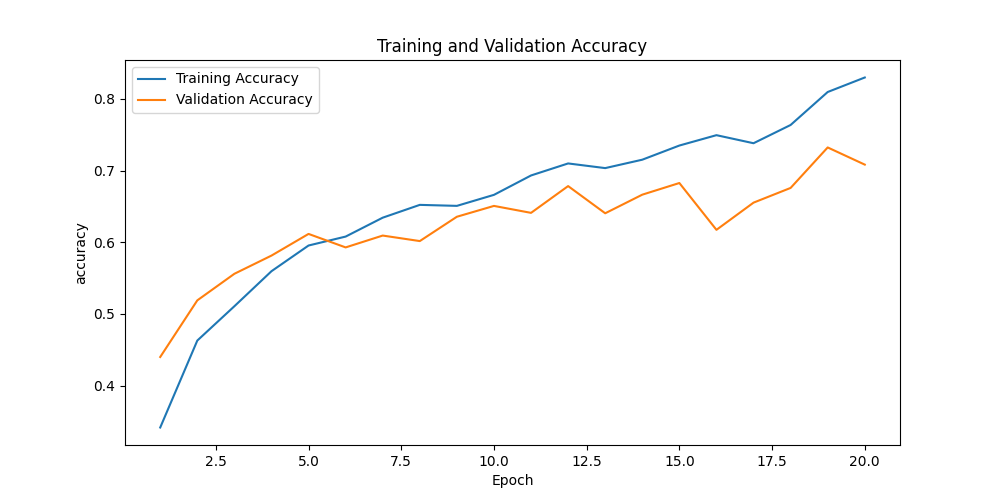 Training and Validation Accuracy
Training Accuracy
Validation Accuracy
accuracy
0.8
0.7
0.6
0.5
0.4
2.5 5.0 7.5 10.0 12.5 15.0 17.5 20.0
Epoch